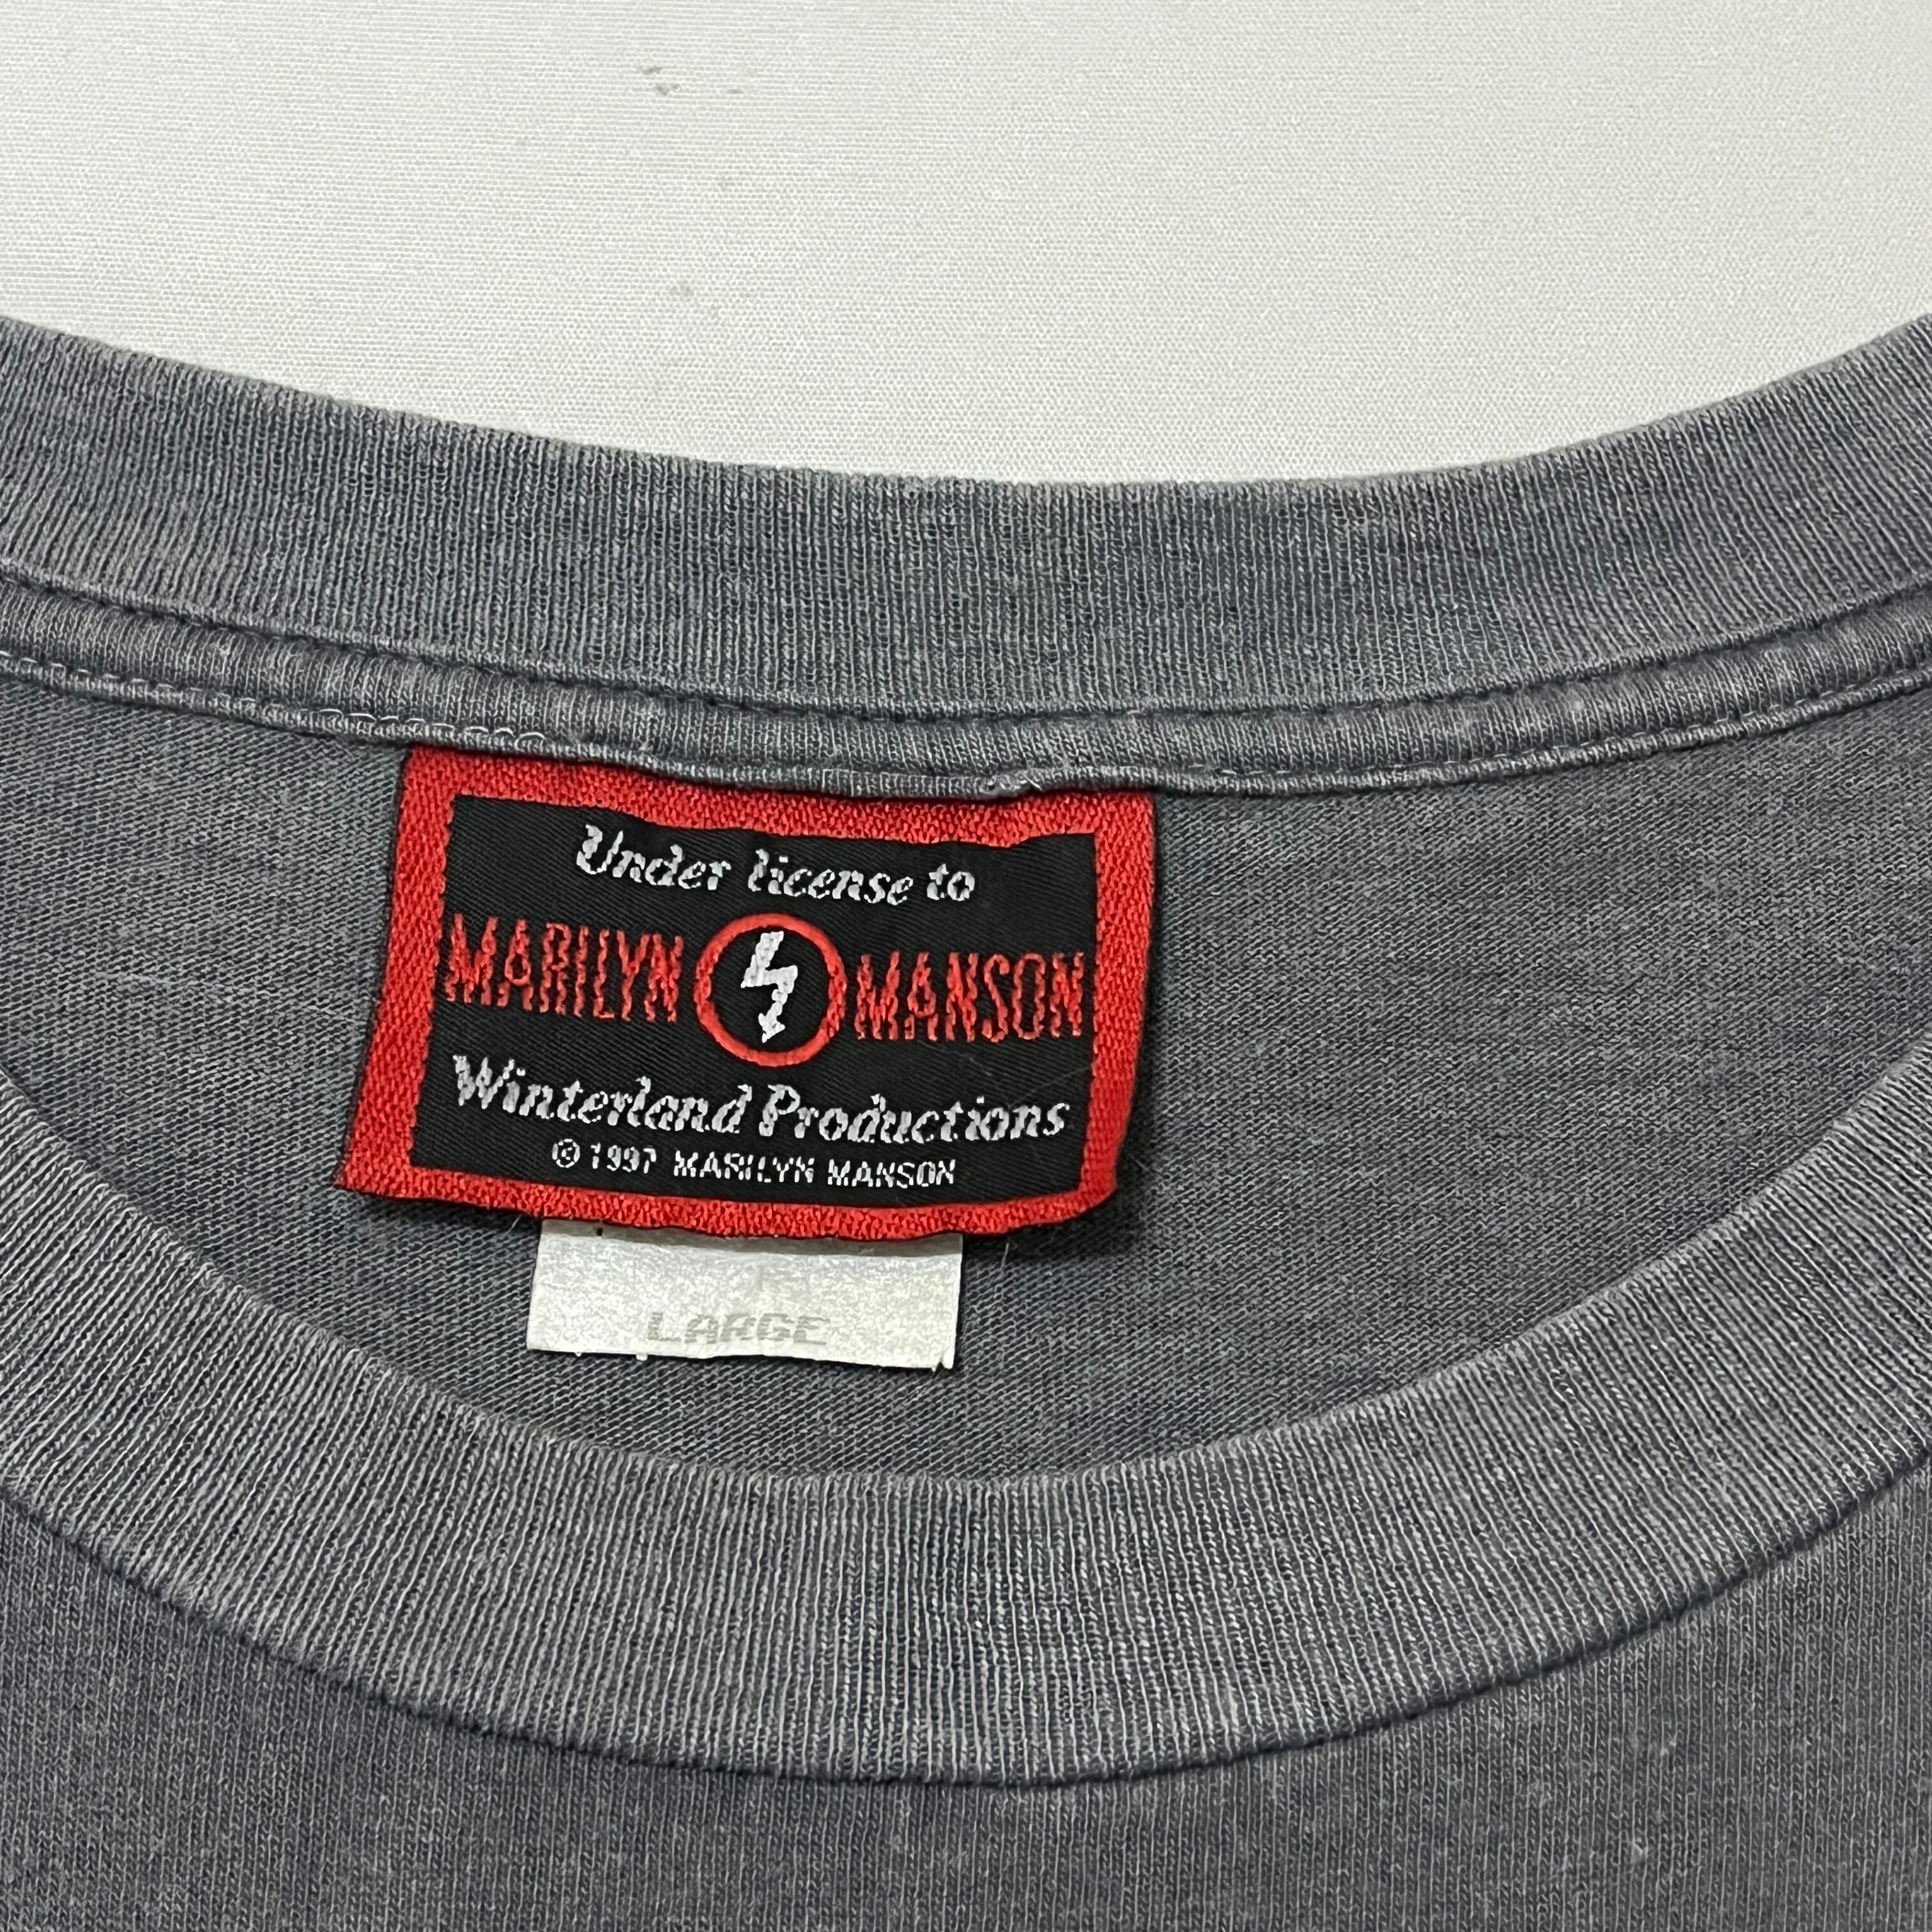 Under license to
MARILYN MANSON
Winterland Productions
© 1997 MARILYN MANSON
LARGE